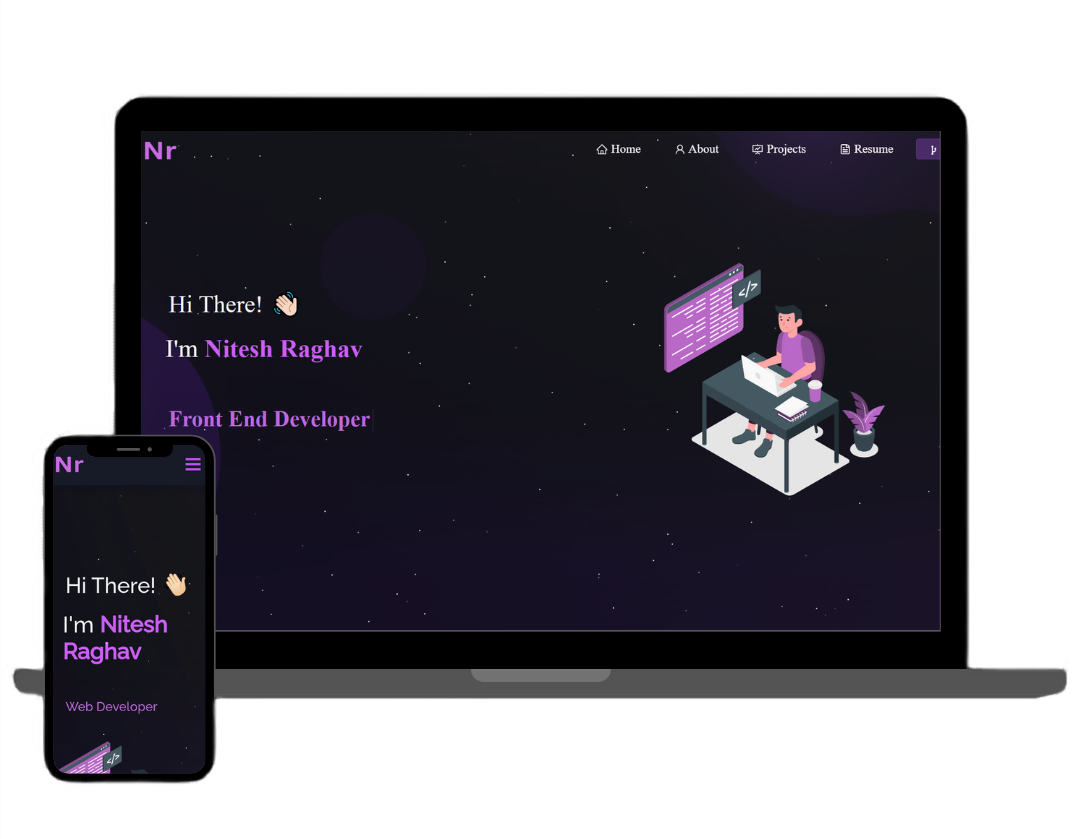 Nr
Home About Projects Resume
Hi There! 👋🏻
I'm Nitesh Raghav
Front End Developer
</>
Nr
Hi There! 👋🏻
I'm Nitesh
Raghav
Web Developer
</>